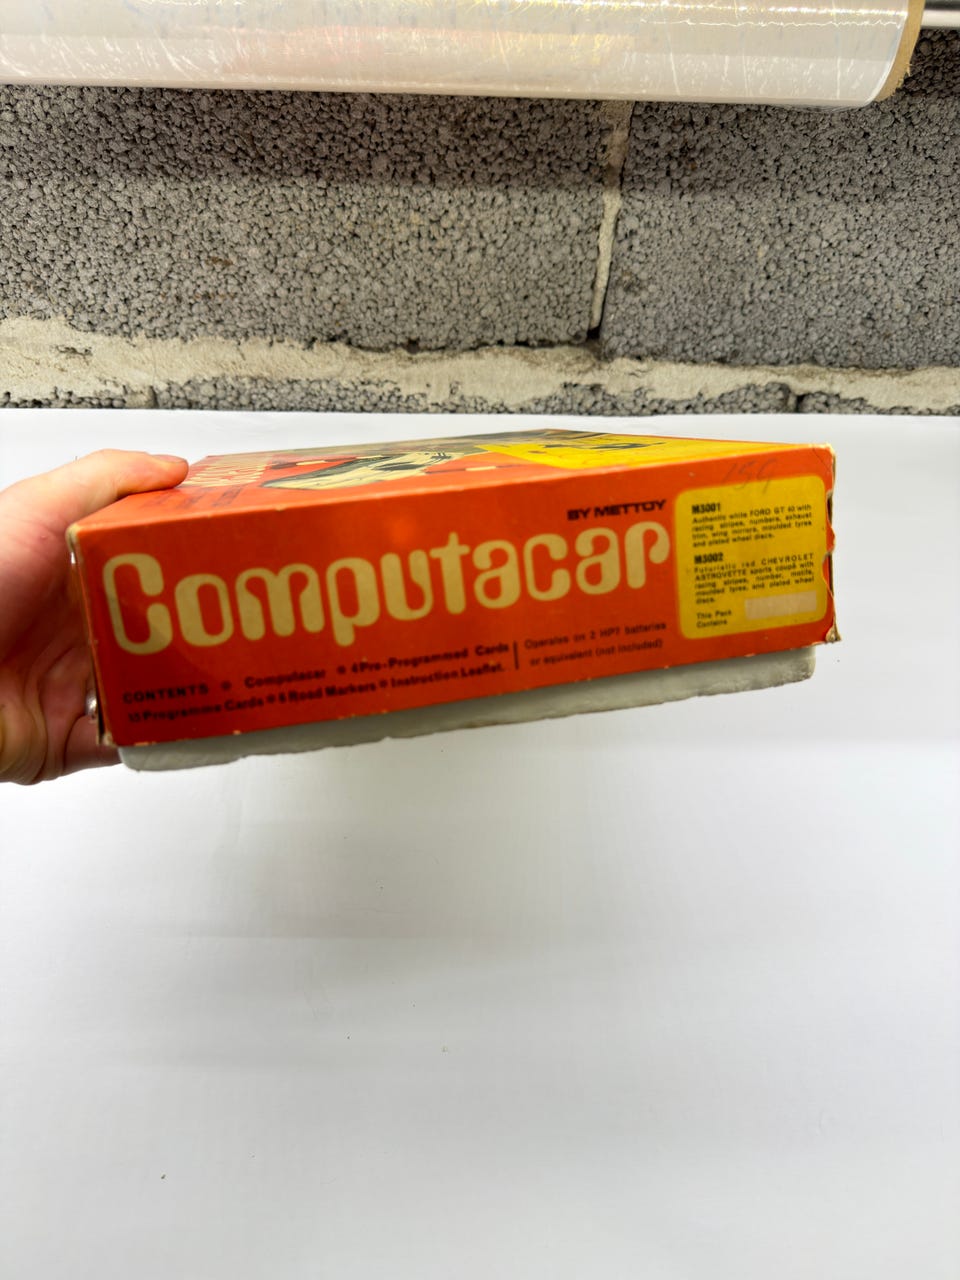 159
BY METTOY
Computacar
CONTENTS * Computacar * 4 Pre-Programmed Cards
10 Programme Cards * 6 Road Markers * Instruction Leaflet.
Operates on 2 HP7 batteries
or equivalent (not included)
M3001
Authentic white FORD GT 40 with
racing stripes, numbers, exhaust
trim, wing mirrors, moulded tyres
and plated wheel discs.
M3002
Futuristic red CHEVROLET
ASTROVETTE sports coupé with
racing stripes, number, motifs,
moulded tyres, and plated wheel
discs.
This Pack
Contains